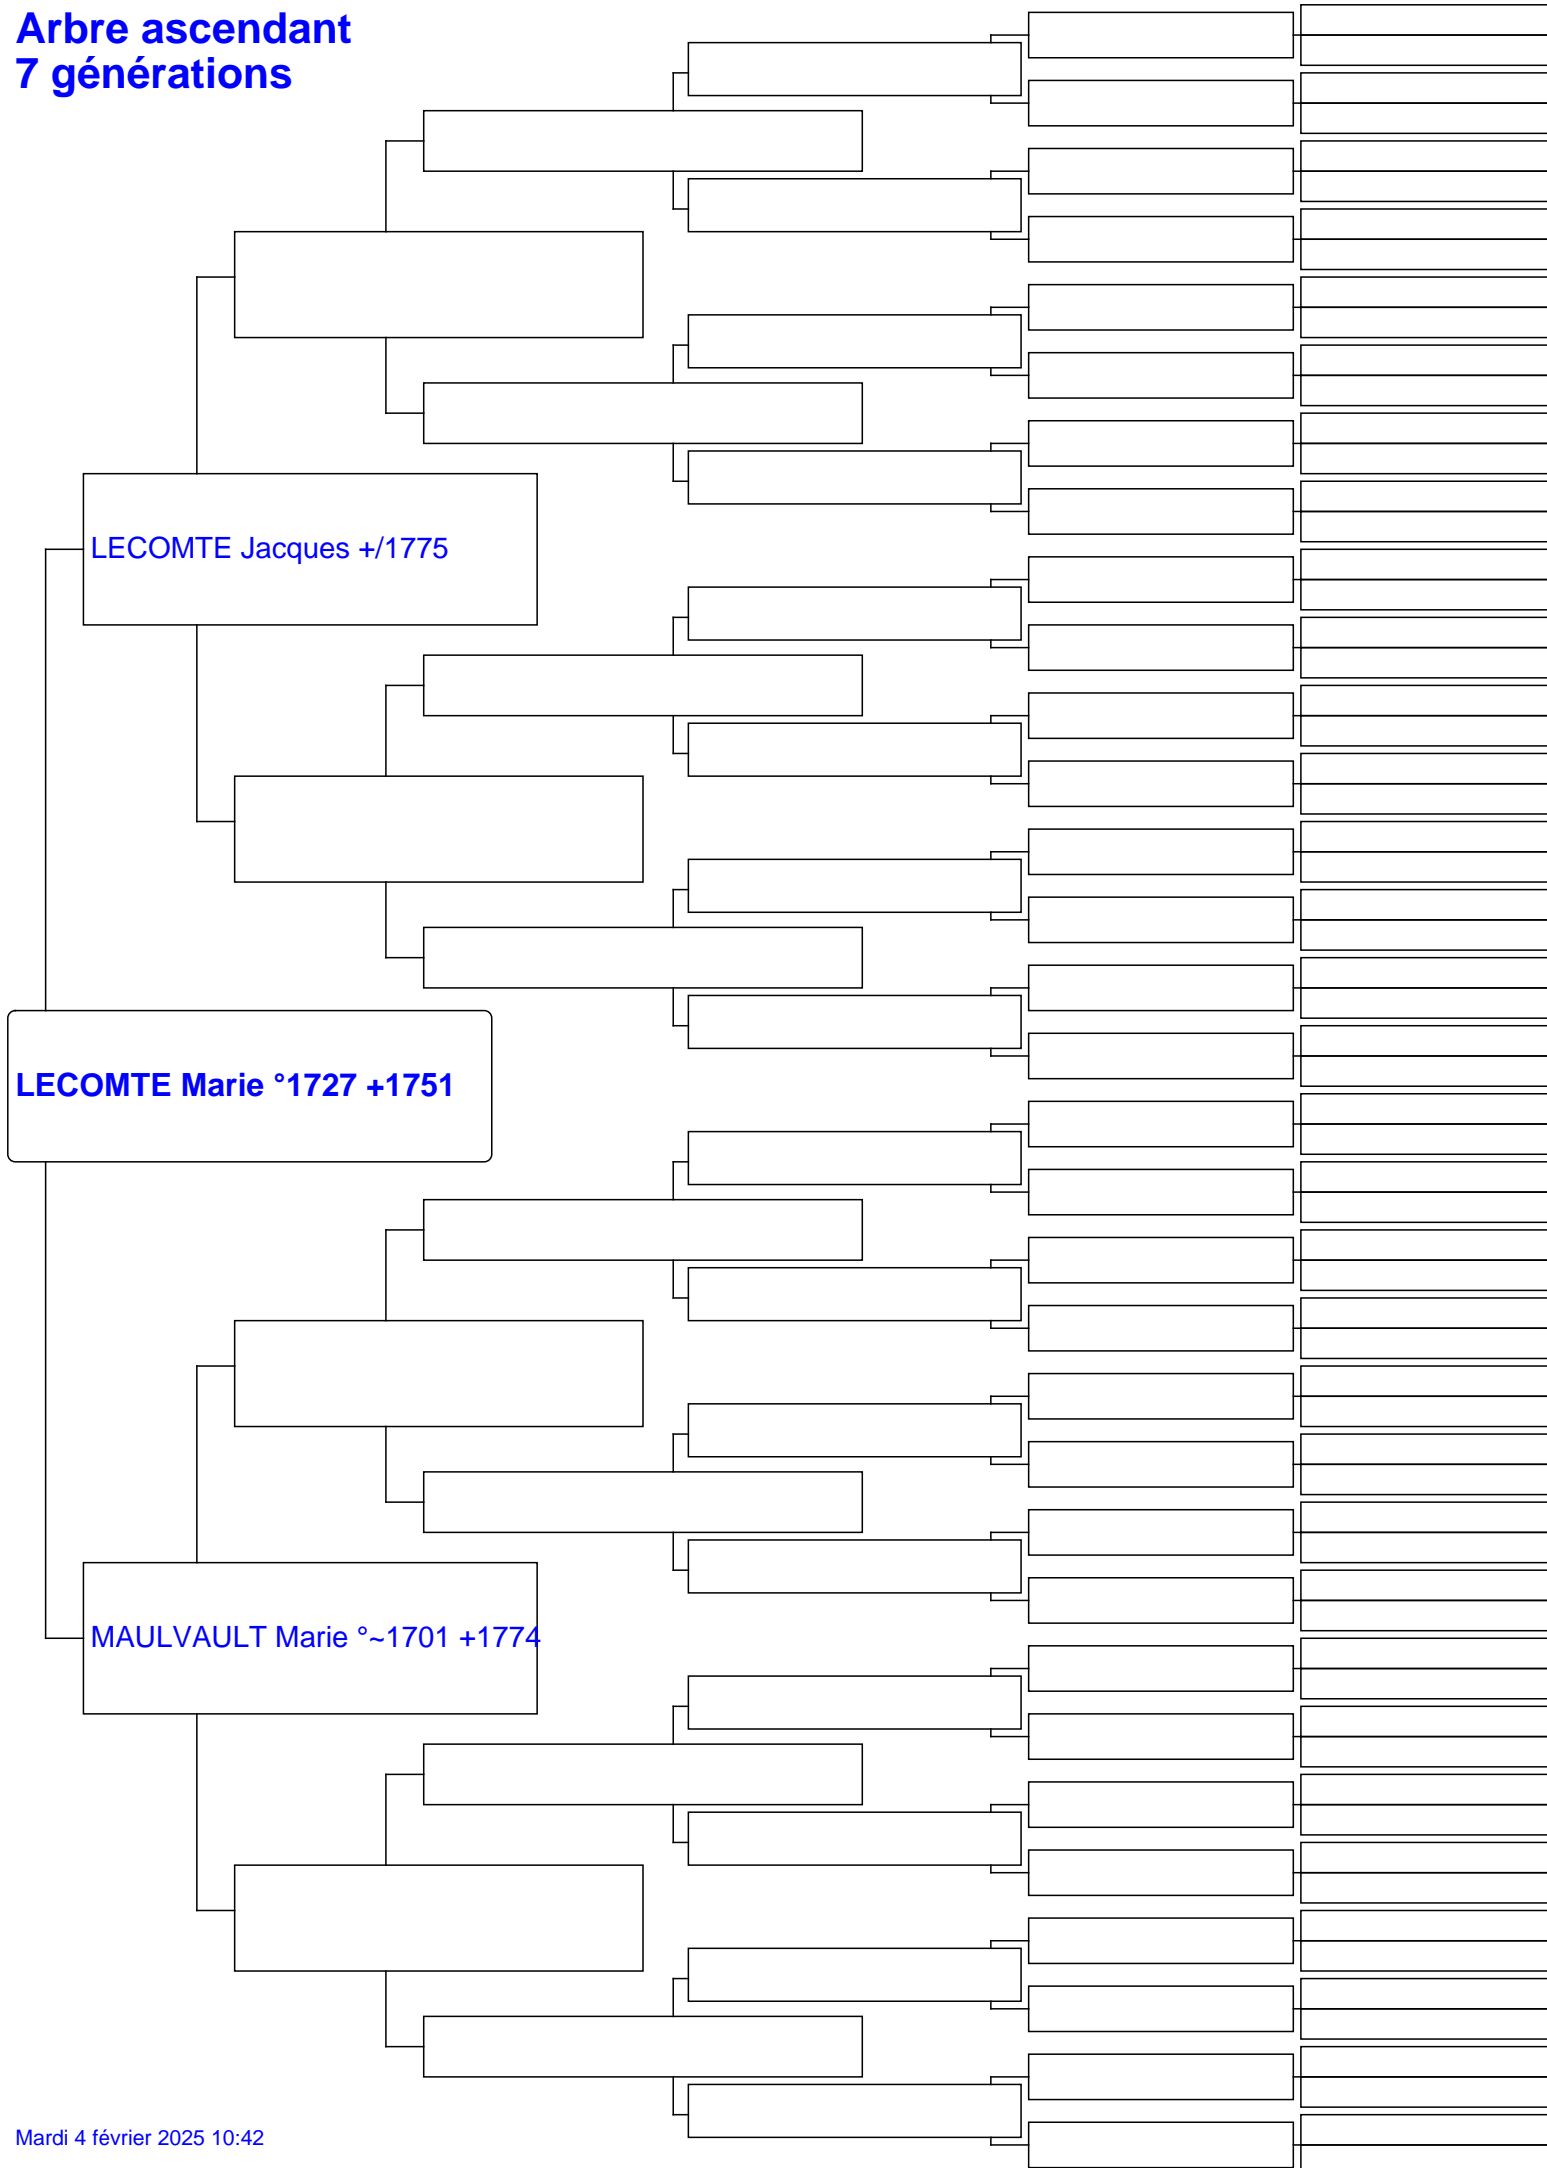 Arbre ascendant
7 générations
LECOMTE Jacques +/1775
LECOMTE Marie °1727 +1751
MAULVAULT Marie °~1701 +1774
Mardi 4 février 2025 10:42